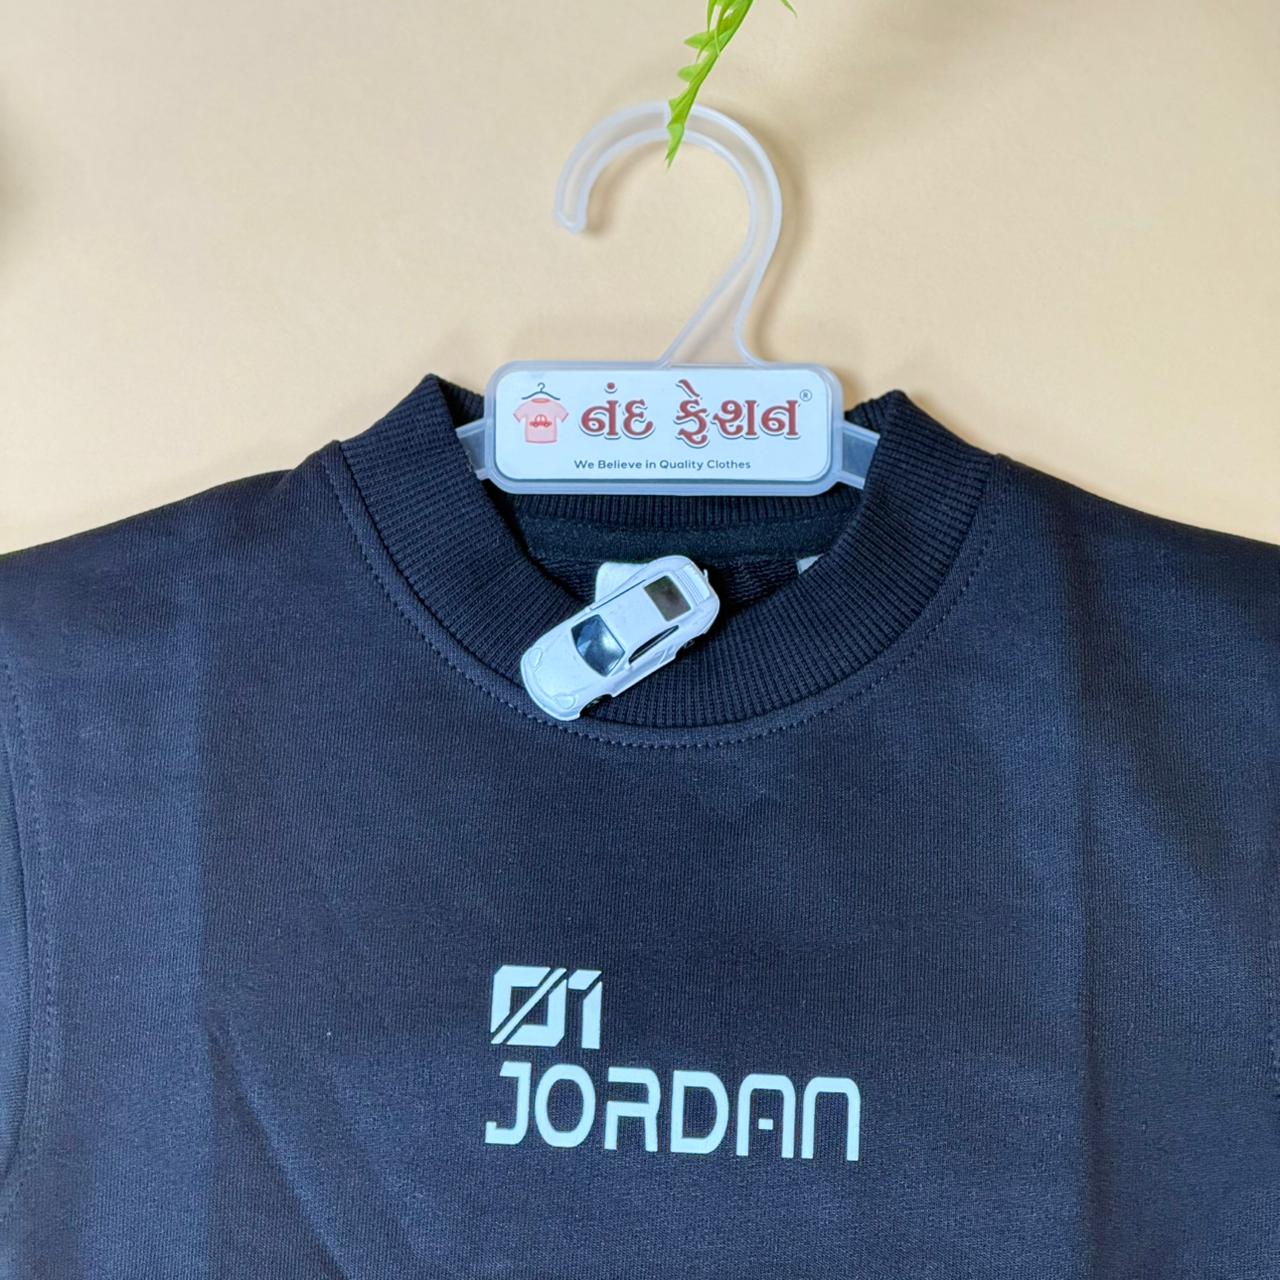 નંદ ફેશન®
We Believe in Quality Clothes
01
JORDAN